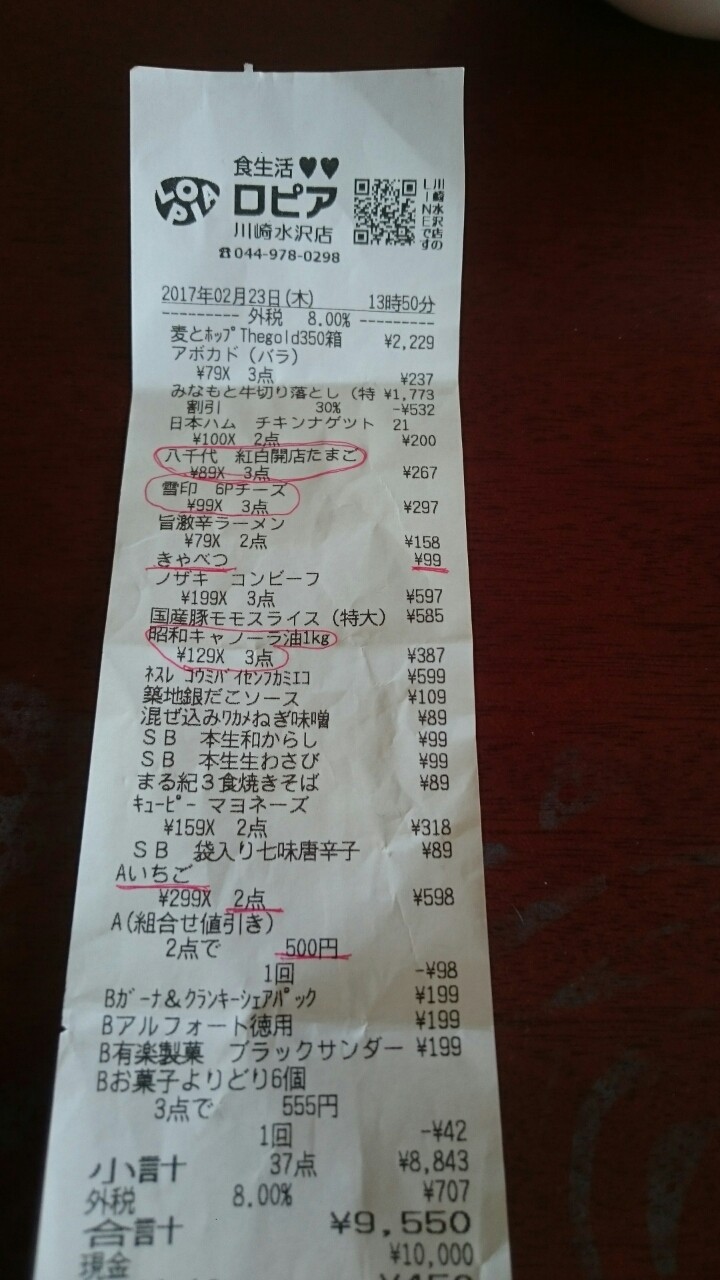 食生活♥♥
LOPIA
ロピア
川崎水沢店の
LINEです
川崎水沢店
☎044-978-0298
2017年02月23日(木) 13時50分
--------- 外税 8.00% ---------
麦とホップThegold350箱 ¥2,229
アボカド(バラ)
¥79X 3点 ¥237
みなもと牛切り落とし(特 ¥1,773
割引 30% -¥532
日本ハム チキンナゲット 21
¥100X 2点 ¥200
八千代 紅白開店たまご
¥89X 3点 ¥267
雪印 6Pチーズ
¥99X 3点 ¥297
旨激辛ラーメン
¥79X 2点 ¥158
きゃべつ ¥99
ノザキ コンビーフ
¥199X 3点 ¥597
国産豚モモスライス(特大) ¥585
昭和キャノーラ油1kg
¥129X 3点 ¥387
ネスレ コウミバイセンフカミエコ ¥599
築地銀だこソース ¥109
混ぜ込みワカメねぎ味噌 ¥89
SB 本生和からし ¥99
SB 本生生わさび ¥99
まる紀3食焼きそば ¥89
キューピー マヨネーズ
¥159X 2点 ¥318
SB 袋入り七味唐辛子 ¥89
Aいちご
¥299X 2点 ¥598
A(組合せ値引き)
2点で 500円
1回 -¥98
Bガーナ&クランキーシェアパック ¥199
Bアルフォート徳用 ¥199
B有楽製菓 ブラックサンダー ¥199
Bお菓子よりどり6個
3点で 555円
1回 -¥42
小計 37点 ¥8,843
外税 8.00% ¥707
合計 ¥9,550
現金 ¥10,000